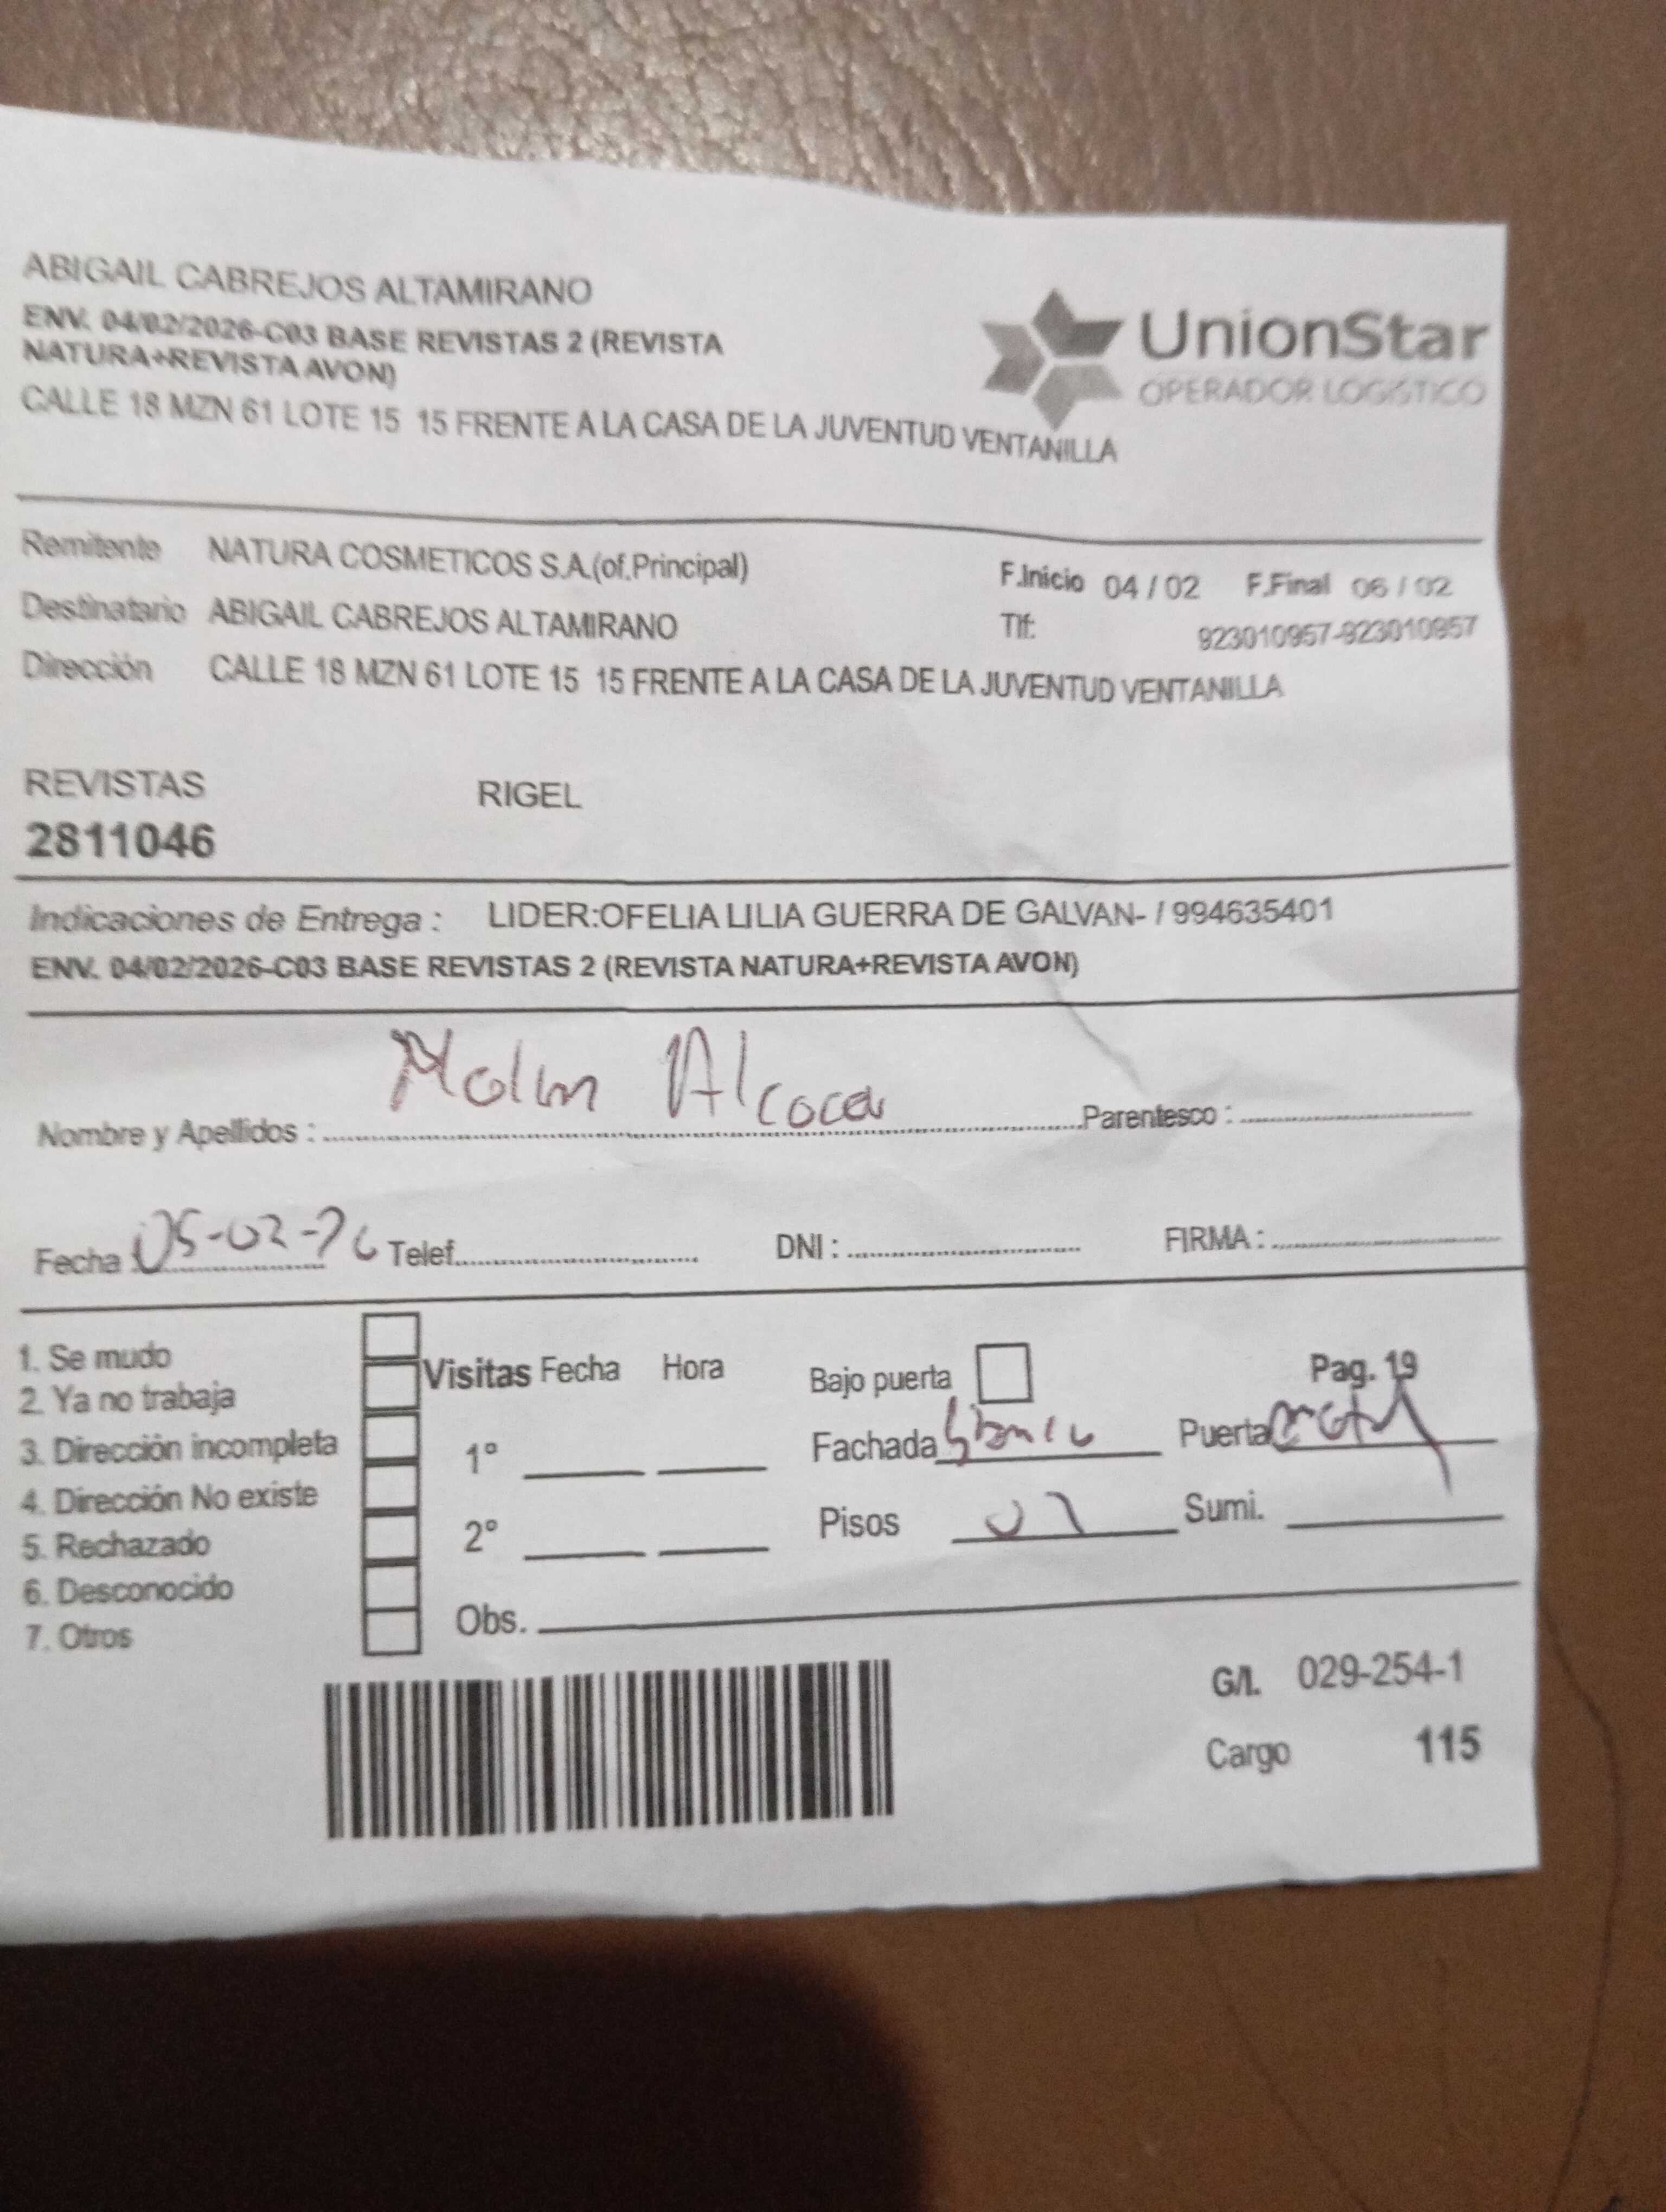 ABIGAIL CABREJOS ALTAMIRANO
ENV. 04/02/2026-C03 BASE REVISTAS 2 (REVISTA
NATURA+REVISTA AVON)
CALLE 18 MZN 61 LOTE 15 15 FRENTE A LA CASA DE LA JUVENTUD VENTANILLA
UnionStar
OPERADOR LOGÍSTICO
Remitente NATURA COSMETICOS S.A.(of.Principal) F.Inicio 04 / 02 F.Final 06 / 02
Destinatario ABIGAIL CABREJOS ALTAMIRANO Tlf: 923010957-923010957
Dirección CALLE 18 MZN 61 LOTE 15 15 FRENTE A LA CASA DE LA JUVENTUD VENTANILLA
REVISTAS RIGEL
2811046
Indicaciones de Entrega : LIDER:OFELIA LILIA GUERRA DE GALVAN- / 994635401
ENV. 04/02/2026-C03 BASE REVISTAS 2 (REVISTA NATURA+REVISTA AVON)
Nombre y Apellidos : Parentesco :
Fecha : 05-02-26 Telef. DNI : FIRMA :
1. Se mudo
2. Ya no trabaja
3. Dirección incompleta
4. Dirección No existe
5. Rechazado
6. Desconocido
7. Otros
Visitas Fecha Hora
1°
2°
Obs.
Bajo puerta Pag. 19
Fachada Puerta
Pisos Sumi.
G/I. 029-254-1
Cargo 115